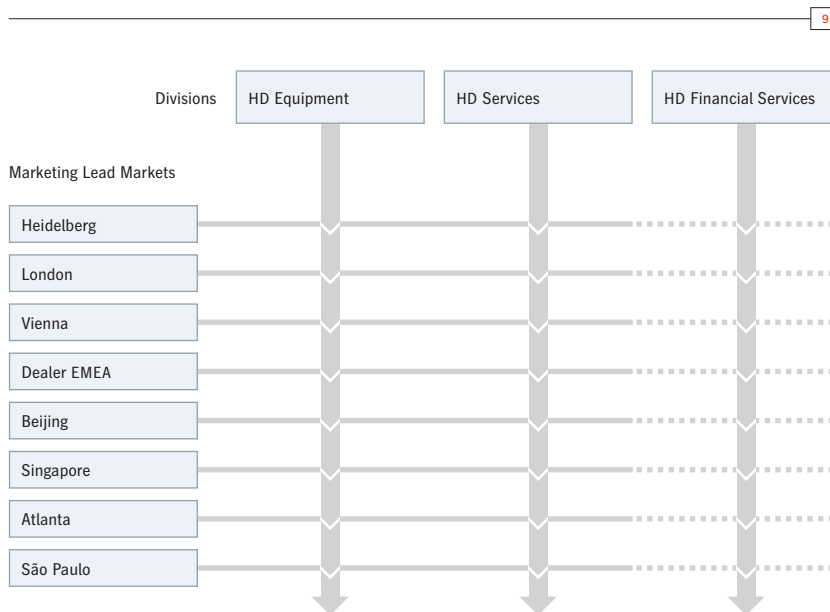 9
Divisions HD Equipment HD Services HD Financial Services
Marketing Lead Markets
Heidelberg
London
Vienna
Dealer EMEA
Beijing
Singapore
Atlanta
São Paulo